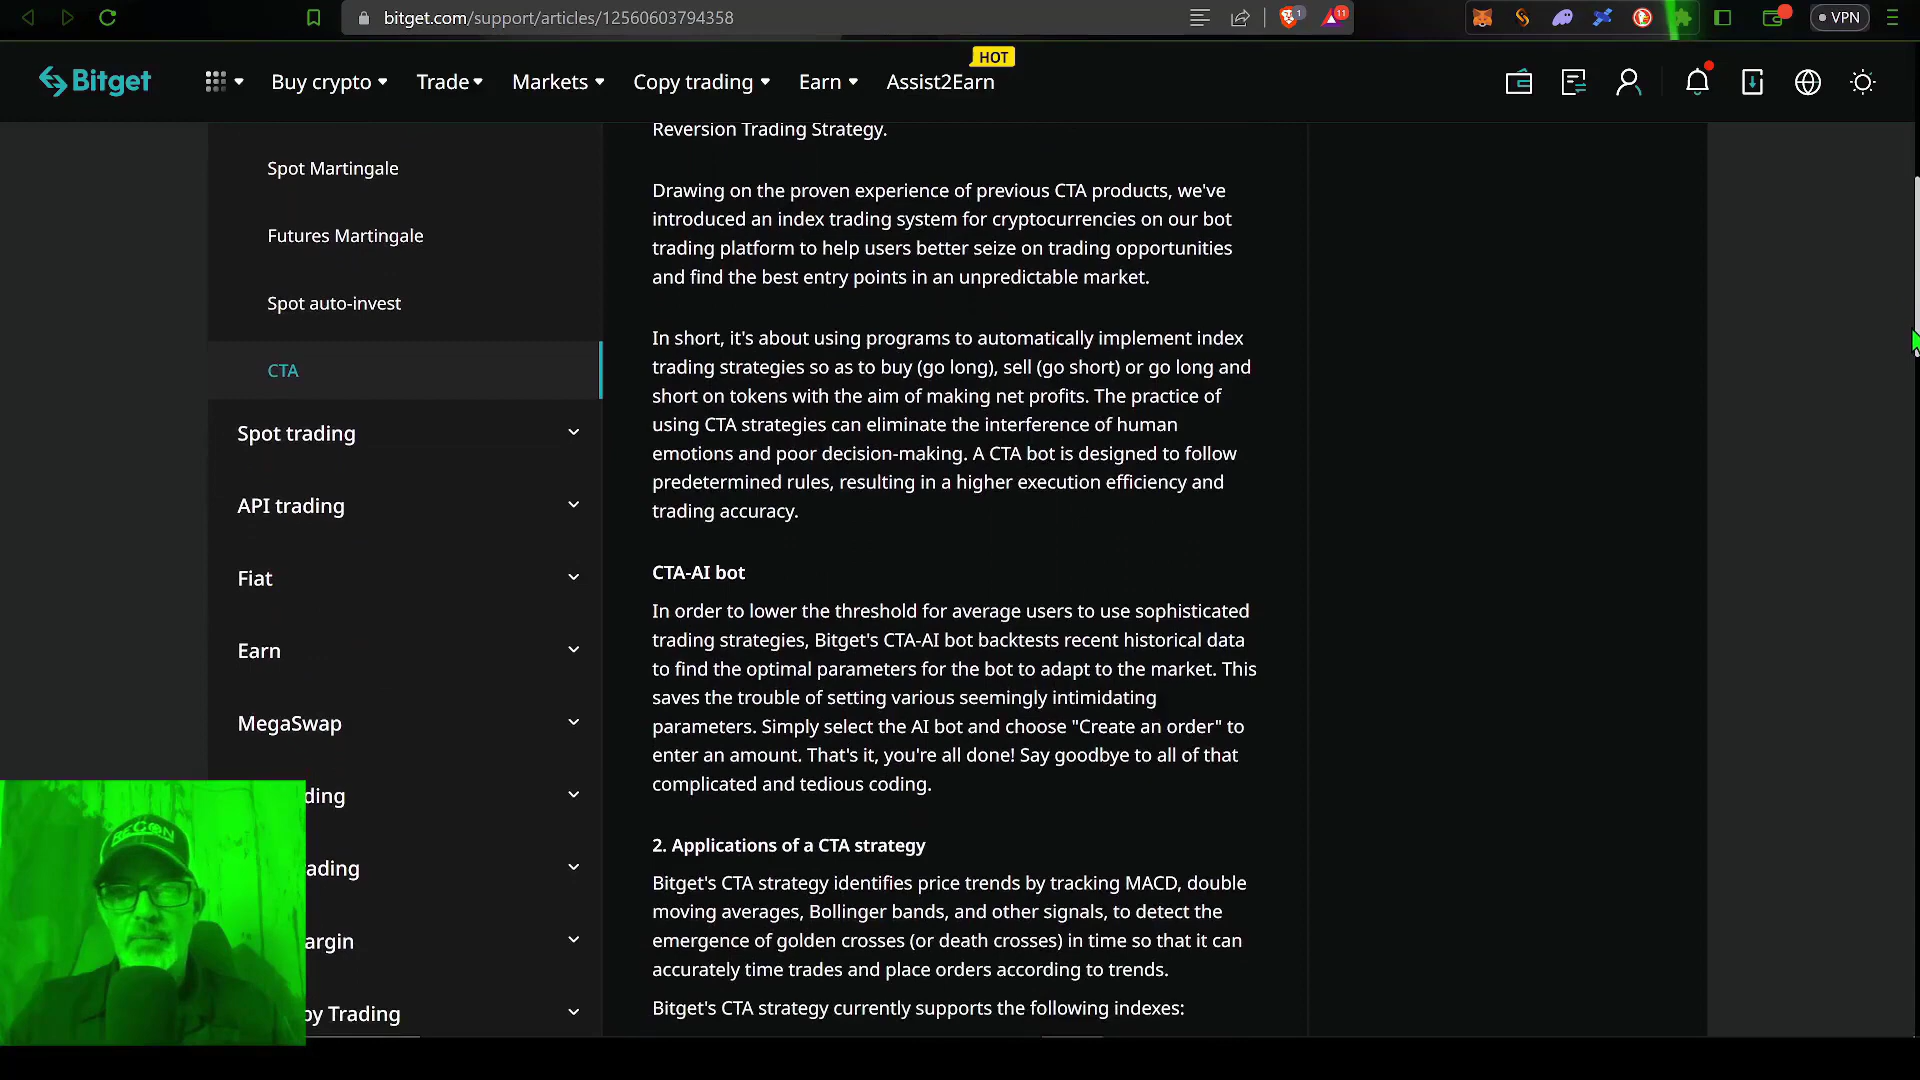 bitget.com/support/articles/12560603794358
1
11
VPN
Bitget
Buy crypto
Trade
Markets
Copy trading
Earn
Assist2Earn
HOT
Spot Martingale
Futures Martingale
Spot auto-invest
CTA
Spot trading
API trading
Fiat
Earn
MegaSwap
ding
ading
argin
py Trading
BECON
Reversion Trading Strategy.
Drawing on the proven experience of previous CTA products, we've
introduced an index trading system for cryptocurrencies on our bot
trading platform to help users better seize on trading opportunities
and find the best entry points in an unpredictable market.
In short, it's about using programs to automatically implement index
trading strategies so as to buy (go long), sell (go short) or go long and
short on tokens with the aim of making net profits. The practice of
using CTA strategies can eliminate the interference of human
emotions and poor decision-making. A CTA bot is designed to follow
predetermined rules, resulting in a higher execution efficiency and
trading accuracy.
CTA-AI bot
In order to lower the threshold for average users to use sophisticated
trading strategies, Bitget's CTA-AI bot backtests recent historical data
to find the optimal parameters for the bot to adapt to the market. This
saves the trouble of setting various seemingly intimidating
parameters. Simply select the AI bot and choose "Create an order" to
enter an amount. That's it, you're all done! Say goodbye to all of that
complicated and tedious coding.
2. Applications of a CTA strategy
Bitget's CTA strategy identifies price trends by tracking MACD, double
moving averages, Bollinger bands, and other signals, to detect the
emergence of golden crosses (or death crosses) in time so that it can
accurately time trades and place orders according to trends.
Bitget's CTA strategy currently supports the following indexes: